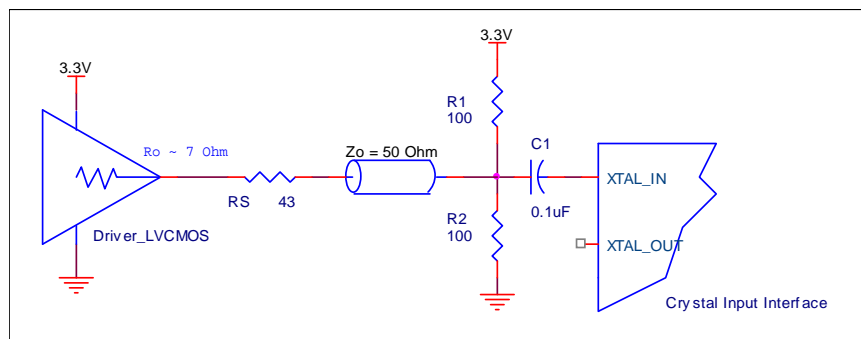 3.3V
3.3V
R1
100
Ro ~ 7 Ohm
Zo = 50 Ohm
C1
RS 43
0.1uF
XTAL_IN
R2
100
XTAL_OUT
Driver_LVCMOS
Crystal Input Interface